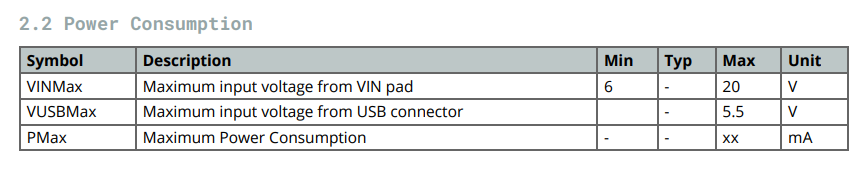 2.2 Power Consumption
Symbol Description Min Typ Max Unit
VINMax Maximum input voltage from VIN pad 6 - 20 V
VUSBMax Maximum input voltage from USB connector - 5.5 V
PMax Maximum Power Consumption - - xx mA